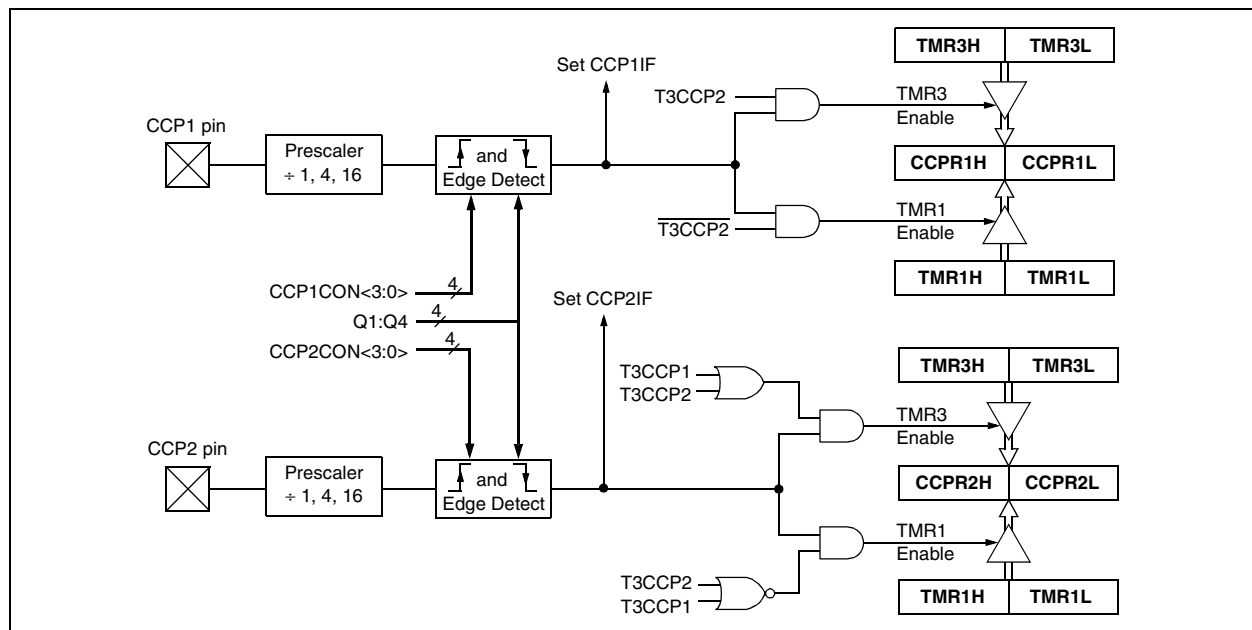 TMR3H TMR3L
Set CCP1IF
T3CCP2
TMR3
Enable
CCP1 pin
Prescaler
÷ 1, 4, 16
and
Edge Detect
CCPR1H CCPR1L
T3CCP2
TMR1
Enable
TMR1H TMR1L
CCP1CON<3:0> 4
Q1:Q4 4
CCP2CON<3:0> 4
Set CCP2IF
TMR3H TMR3L
T3CCP1
T3CCP2
TMR3
Enable
CCP2 pin
Prescaler
÷ 1, 4, 16
and
Edge Detect
CCPR2H CCPR2L
TMR1
Enable
T3CCP2
T3CCP1
TMR1H TMR1L